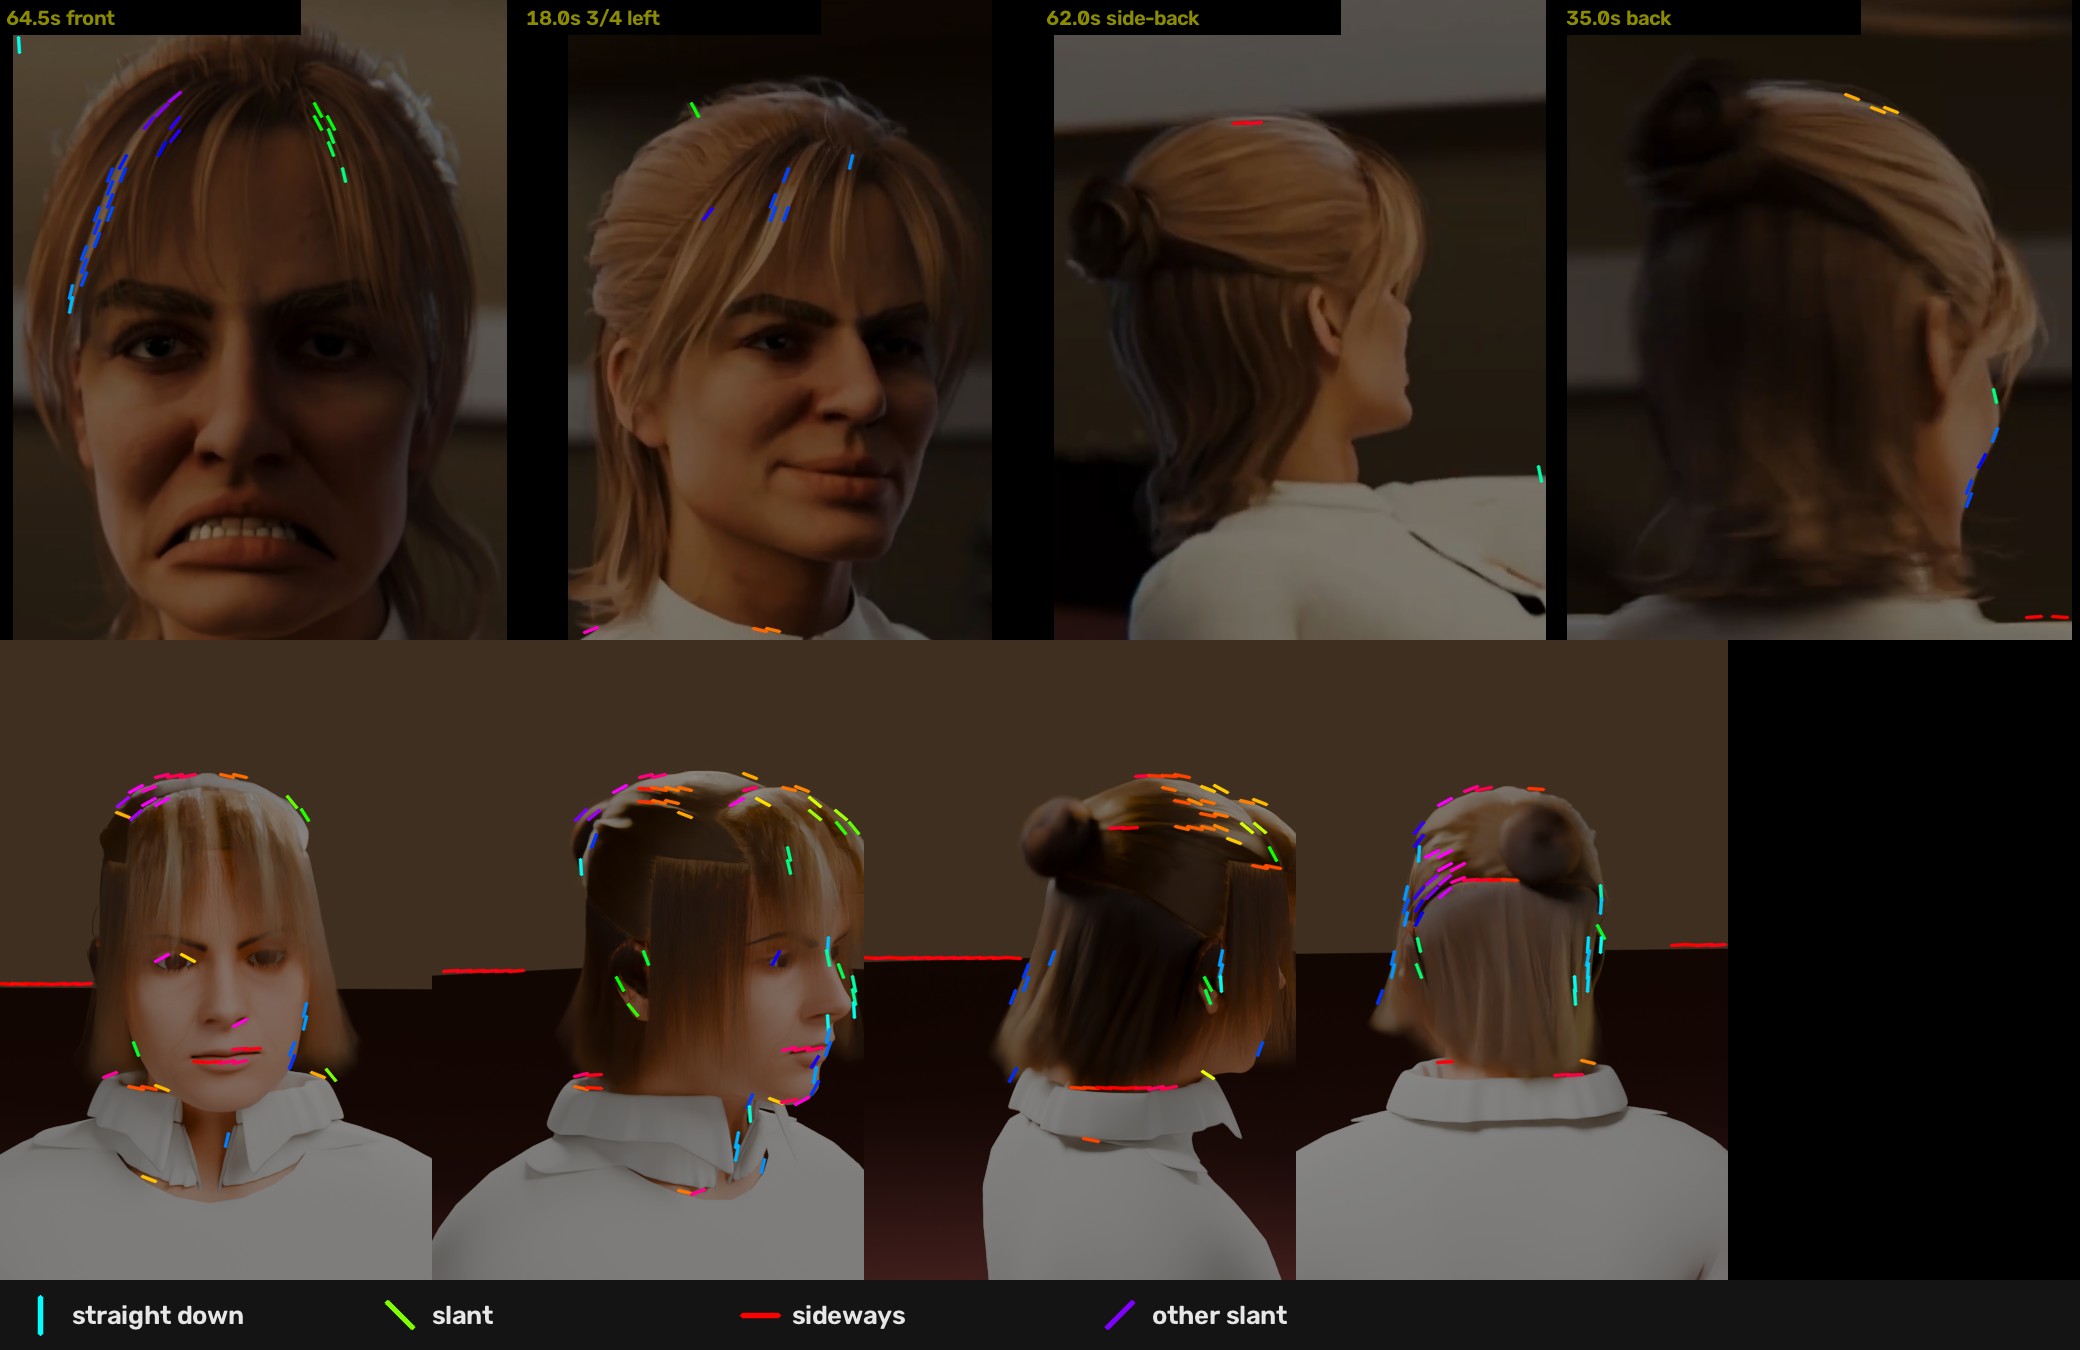 64.5s front
18.0s 3/4 left
62.0s side-back
35.0s back
straight down
slant
sideways
other slant